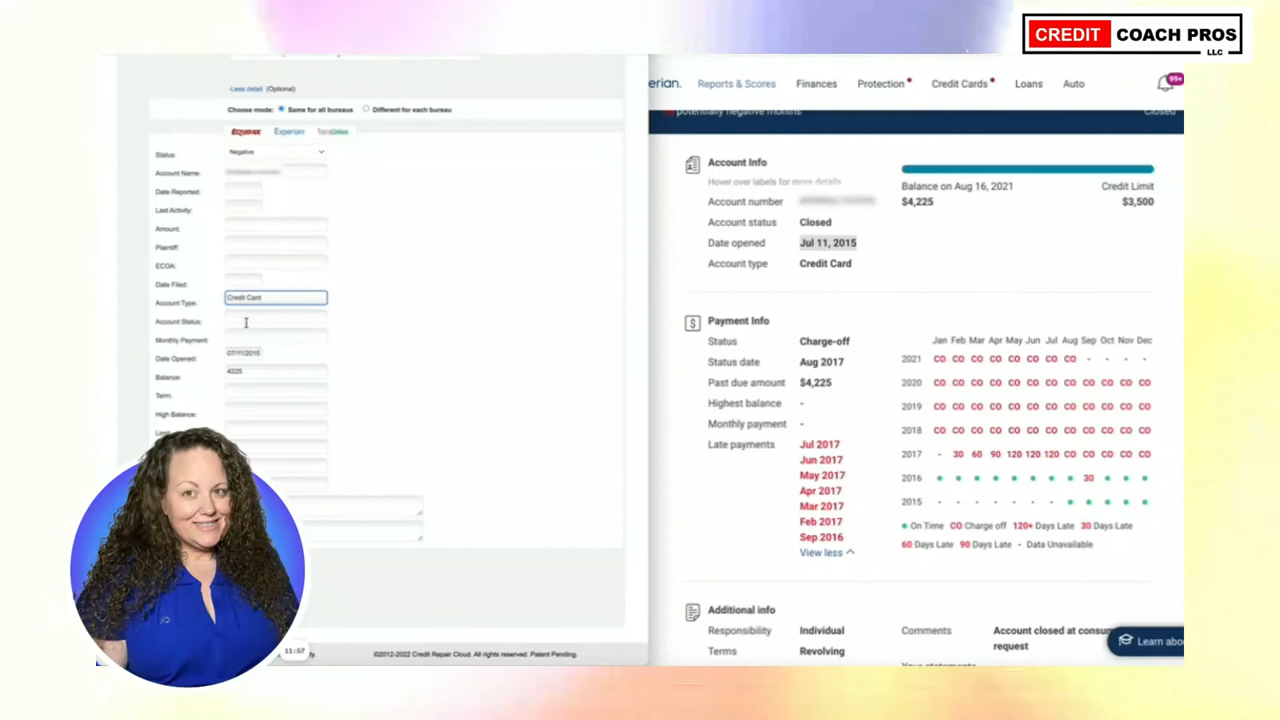 CREDIT COACH PROS
LLC
-Less detail (Optional)
Choose mode: Same for all bureaus Different for each bureau
EQUIFAX Experian TransUnion
Status: Negative
Account Name:
Date Reported:
Last Activity:
Amount:
Plaintiff:
ECOA:
Date Filed:
Account Type: Credit Card
Account Status:
Monthly Payment:
Date Opened: 07/11/2015
Balance: 4225
Term:
High Balance:
11:57
©2012-2022 Credit Repair Cloud. All rights reserved. Patent Pending.
erian. Reports & Scores Finances Protection Credit Cards Loans Auto
99+
potentially negative months Closed
Account Info
Hover over labels for more details
Account number
Account status Closed
Date opened Jul 11, 2015
Account type Credit Card
Balance on Aug 16, 2021 Credit Limit
$4,225 $3,500
Payment Info
Status Charge-off
Status date Aug 2017
Past due amount $4,225
Highest balance -
Monthly payment -
Late payments Jul 2017
Jun 2017
May 2017
Apr 2017
Mar 2017
Feb 2017
Sep 2016
View less
Jan Feb Mar Apr May Jun Jul Aug Sep Oct Nov Dec
2021 CO CO CO CO CO CO CO CO - - - -
2020 CO CO CO CO CO CO CO CO CO CO CO CO
2019 CO CO CO CO CO CO CO CO CO CO CO CO
2018 CO CO CO CO CO CO CO CO CO CO CO CO
2017 - 30 60 90 120 120 120 CO CO CO CO CO
2016 • • • • • • • • 30 • • •
2015 - - - - - - - • • • • •
• On Time CO Charge off 120+ Days Late 30 Days Late
60 Days Late 90 Days Late - Data Unavailable
Additional info
Responsibility Individual
Terms Revolving
Comments Account closed at consu
request
Learn abo